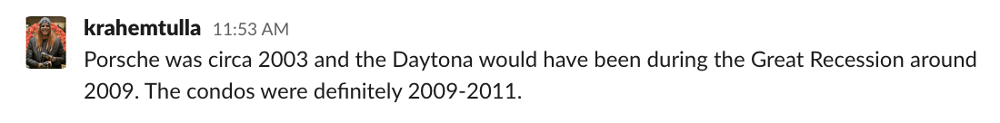 krahemtulla 11:53 AM
Porsche was circa 2003 and the Daytona would have been during the Great Recession around
2009. The condos were definitely 2009-2011.